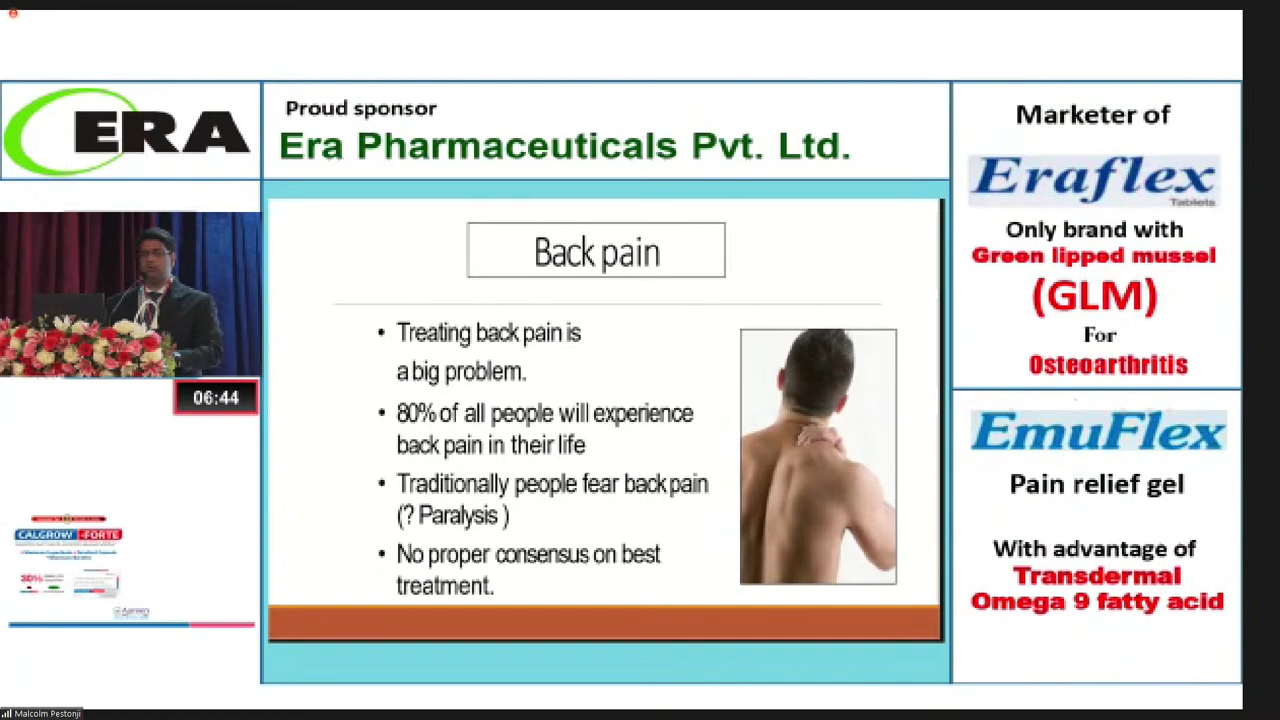 ERA
Proud sponsor
Era Pharmaceuticals Pvt. Ltd.
Back pain
• Treating back pain is
a big problem.
• 80% of all people will experience
back pain in their life
• Traditionally people fear back pain
(? Paralysis )
• No proper consensus on best
treatment.
06:44
CALGROW -FORTE
30%
Marketer of
Eraflex
Tablets
Only brand with
Green lipped mussel
(GLM)
For
Osteoarthritis
EmuFlex
Pain relief gel
With advantage of
Transdermal
Omega 9 fatty acid
Malcolm Pestonji